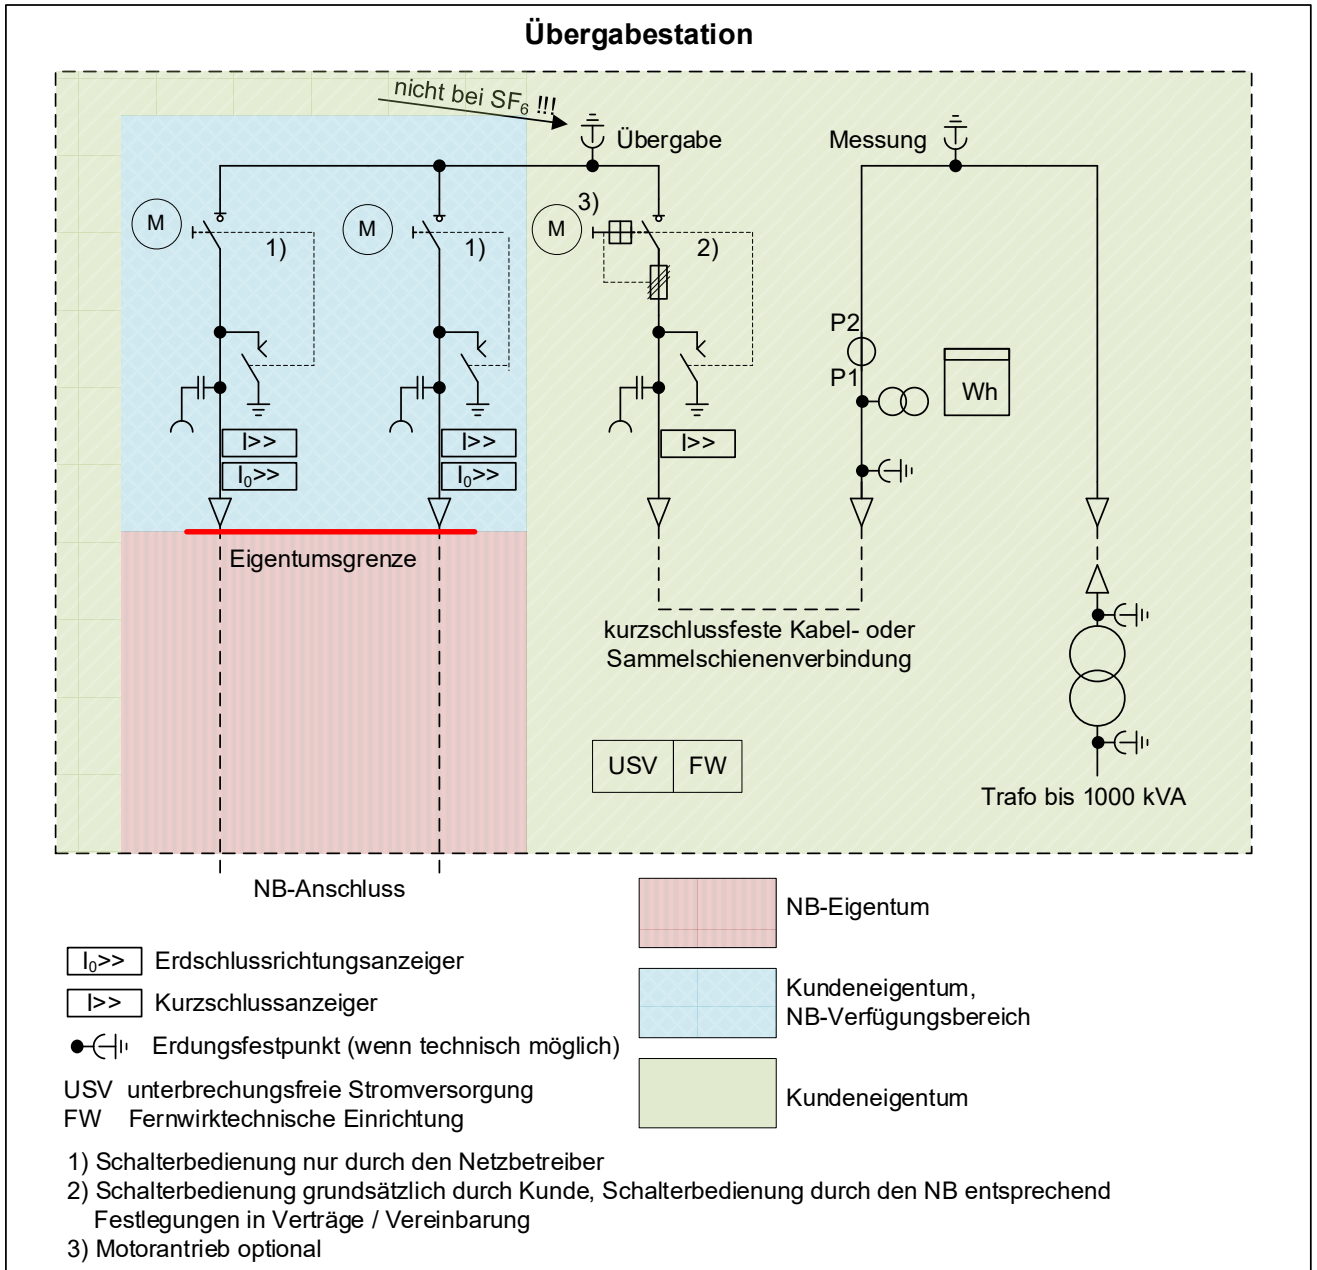 Übergabestation
nicht bei SF₆ !!!
Übergabe
Messung
M
M
3)
M
1)
1)
2)
P2
P1
Wh
I>>
I₀>>
I>>
I₀>>
I>>
Eigentumsgrenze
kurzschlussfeste Kabel- oder
Sammelschienenverbindung
USV
FW
Trafo bis 1000 kVA
NB-Anschluss
NB-Eigentum
I₀>> Erdschlussrichtungsanzeiger
I>> Kurzschlussanzeiger
Kundeneigentum,
NB-Verfügungsbereich
Erdungsfestpunkt (wenn technisch möglich)
USV unterbrechungsfreie Stromversorgung
FW Fernwirktechnische Einrichtung
Kundeneigentum
1) Schalterbedienung nur durch den Netzbetreiber
2) Schalterbedienung grundsätzlich durch Kunde, Schalterbedienung durch den NB entsprechend
Festlegungen in Verträge / Vereinbarung
3) Motorantrieb optional